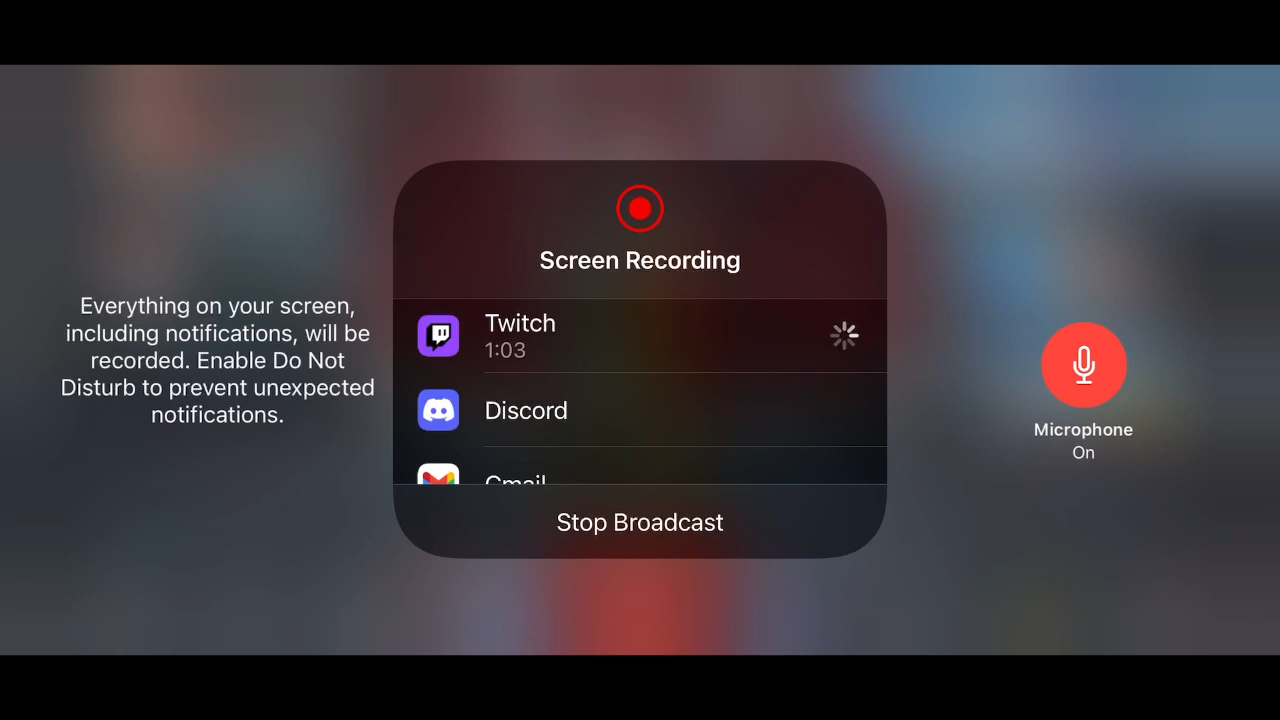 Everything on your screen,
including notifications, will be
recorded. Enable Do Not
Disturb to prevent unexpected
notifications.
Screen Recording
Twitch
1:03
Discord
Gmail
Stop Broadcast
Microphone
On